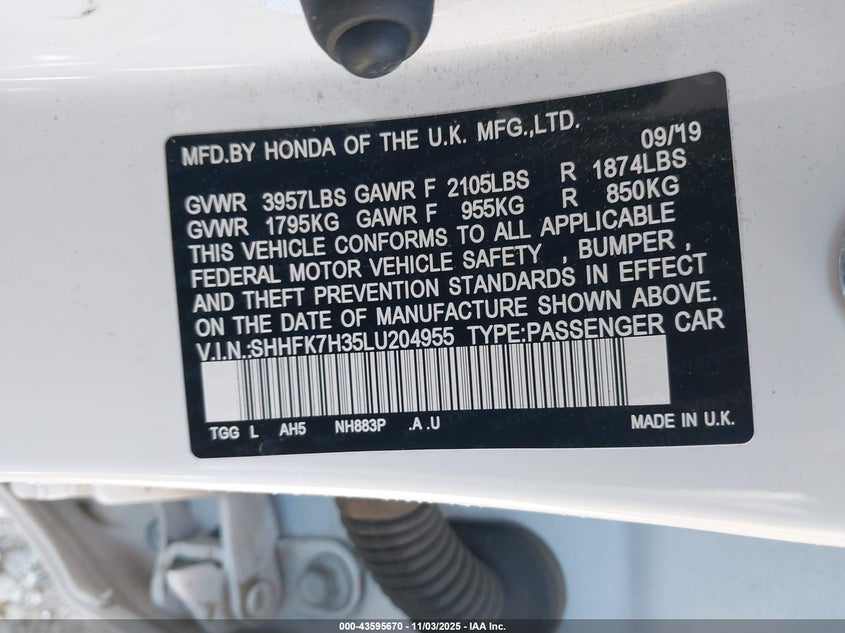 MFD.BY HONDA OF THE U.K. MFG.,LTD. 09/19
GVWR 3957LBS GAWR F 2105LBS R 1874LBS
GVWR 1795KG GAWR F 955KG R 850KG
THIS VEHICLE CONFORMS TO ALL APPLICABLE
FEDERAL MOTOR VEHICLE SAFETY , BUMPER ,
AND THEFT PREVENTION STANDARDS IN EFFECT
ON THE DATE OF MANUFACTURE SHOWN ABOVE.
V.I.N.:SHHFK7H35LU204955 TYPE:PASSENGER CAR
TGG L AH5 NH883P .A .U MADE IN U.K.
000-43595670 — 11/03/2025 — IAA Inc.